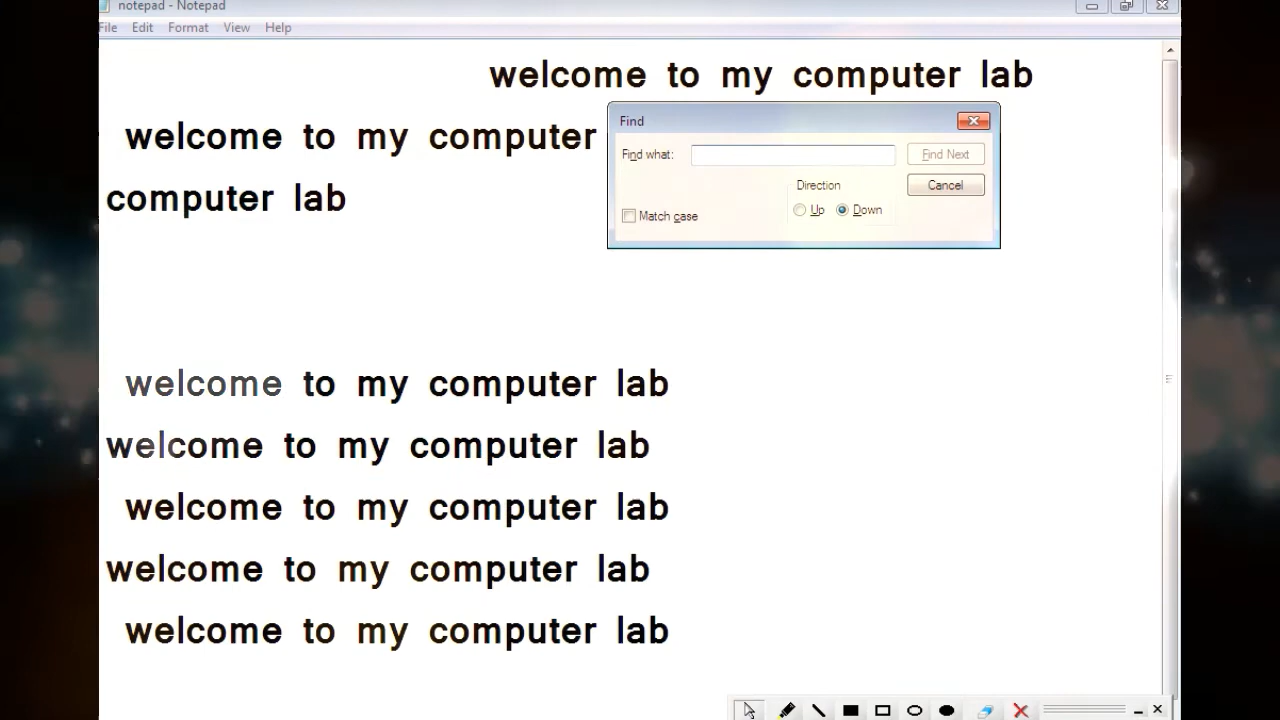 notepad - Notepad
File Edit Format View Help
welcome to my computer lab
welcome to my computer
computer lab
Find
Find what:
Find Next
Direction
Cancel
Match case
Up
Down
welcome to my computer lab
welcome to my computer lab
welcome to my computer lab
welcome to my computer lab
welcome to my computer lab